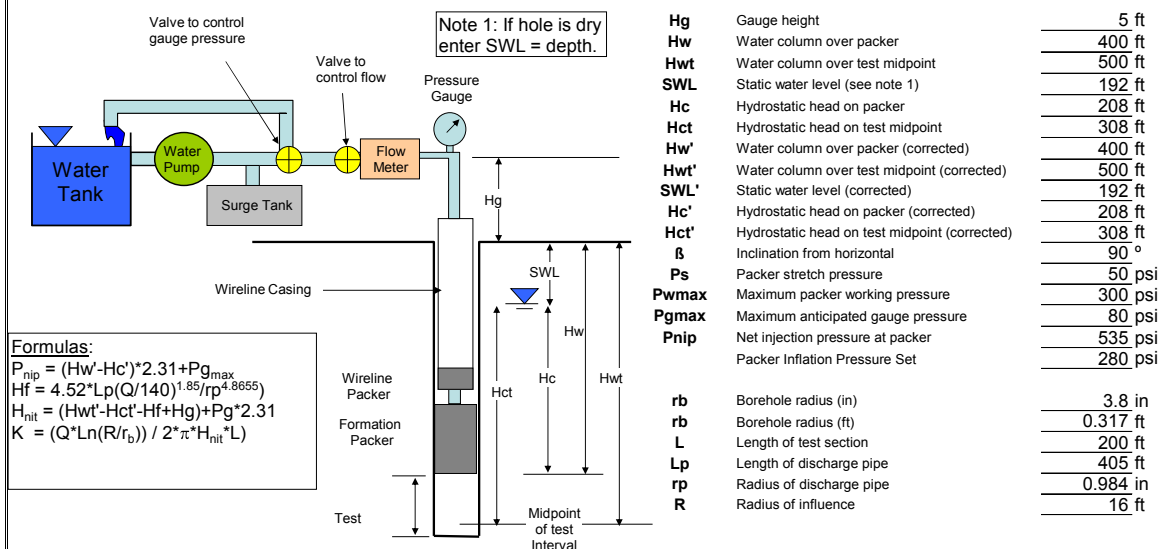 Valve to control
gauge pressure
Note 1: If hole is dry
enter SWL = depth.
Valve to
control flow
Pressure
Gauge
Water
Tank
Water
Pump
Flow
Meter
Surge Tank
Hg
SWL
Wireline Casing
Hw
Hct
Hc
Hwt
Wireline
Packer
Formation
Packer
Test
Midpoint
of test
Interval
Formulas:
P_nip = (Hw'-Hc')*2.31+Pg_max
Hf = 4.52*Lp(Q/140)^1.85/rp^4.8655)
H_nit = (Hwt'-Hct'-Hf+Hg)+Pg*2.31
K = (Q*Ln(R/r_b)) / 2*π*H_nit*L)
Hg Gauge height 5 ft
Hw Water column over packer 400 ft
Hwt Water column over test midpoint 500 ft
SWL Static water level (see note 1) 192 ft
Hc Hydrostatic head on packer 208 ft
Hct Hydrostatic head on test midpoint 308 ft
Hw' Water column over packer (corrected) 400 ft
Hwt' Water column over test midpoint (corrected) 500 ft
SWL' Static water level (corrected) 192 ft
Hc' Hydrostatic head on packer (corrected) 208 ft
Hct' Hydrostatic head on test midpoint (corrected) 308 ft
ß Inclination from horizontal 90 º
Ps Packer stretch pressure 50 psi
Pwmax Maximum packer working pressure 300 psi
Pgmax Maximum anticipated gauge pressure 80 psi
Pnip Net injection pressure at packer 535 psi
Packer Inflation Pressure Set 280 psi
rb Borehole radius (in) 3.8 in
rb Borehole radius (ft) 0.317 ft
L Length of test section 200 ft
Lp Length of discharge pipe 405 ft
rp Radius of discharge pipe 0.984 in
R Radius of influence 16 ft